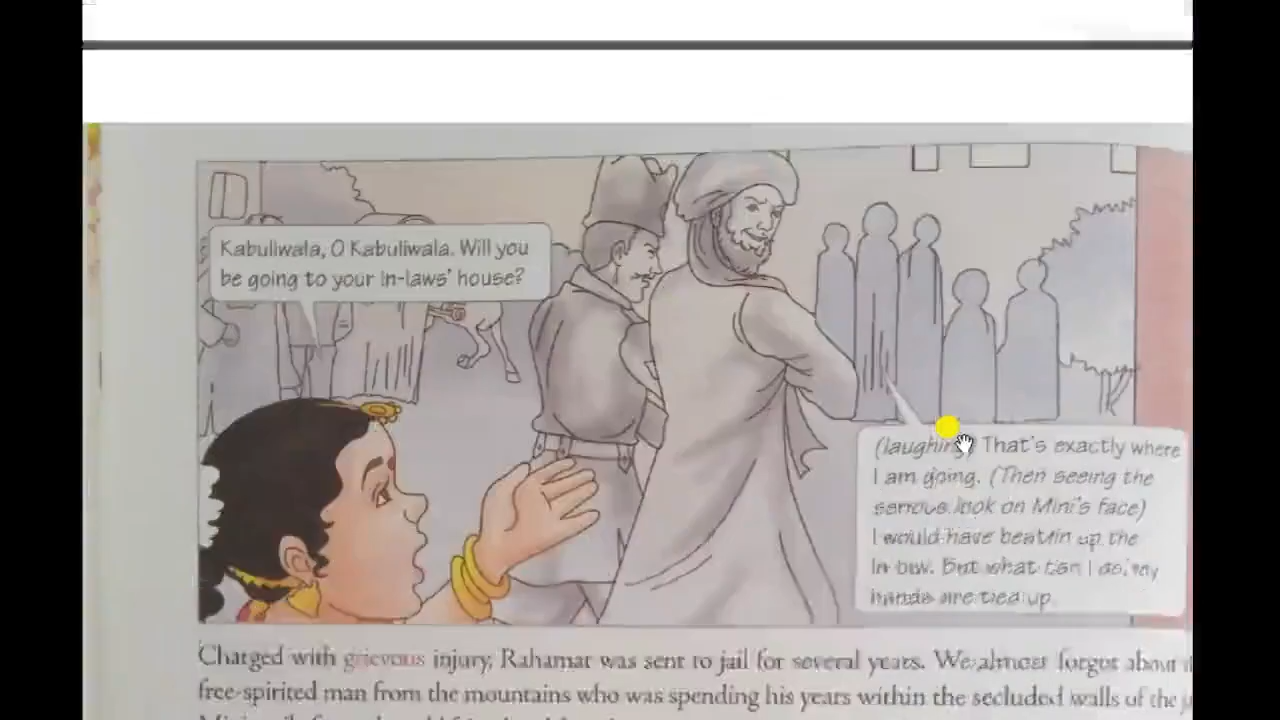 Kabuliwala, O Kabuliwala. Will you
be going to your in-laws' house?
(laughing) That's exactly where
I am going. (Then seeing the
serious look on Mini's face)
I would have beaten up the
in-law. But what can I do, my
hands are tied up.
Charged with grievous injury, Rahamat was sent to jail for several years. We almost forgot about
free-spirited man from the mountains who was spending his years within the secluded walls of the